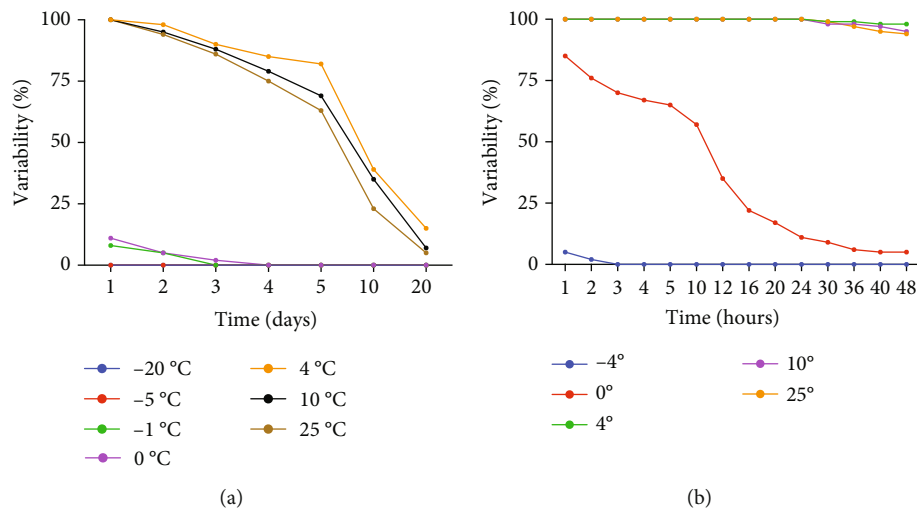 100
75
50
25
0
Variability (%)
1 2 3 4 5 10 20
Time (days)
–20 °C
–5 °C
–1 °C
0 °C
4 °C
10 °C
25 °C
(a)
100
75
50
25
0
Variability (%)
1 2 3 4 5 10 12 16 20 24 30 36 40 48
Time (hours)
–4°
0°
4°
10°
25°
(b)